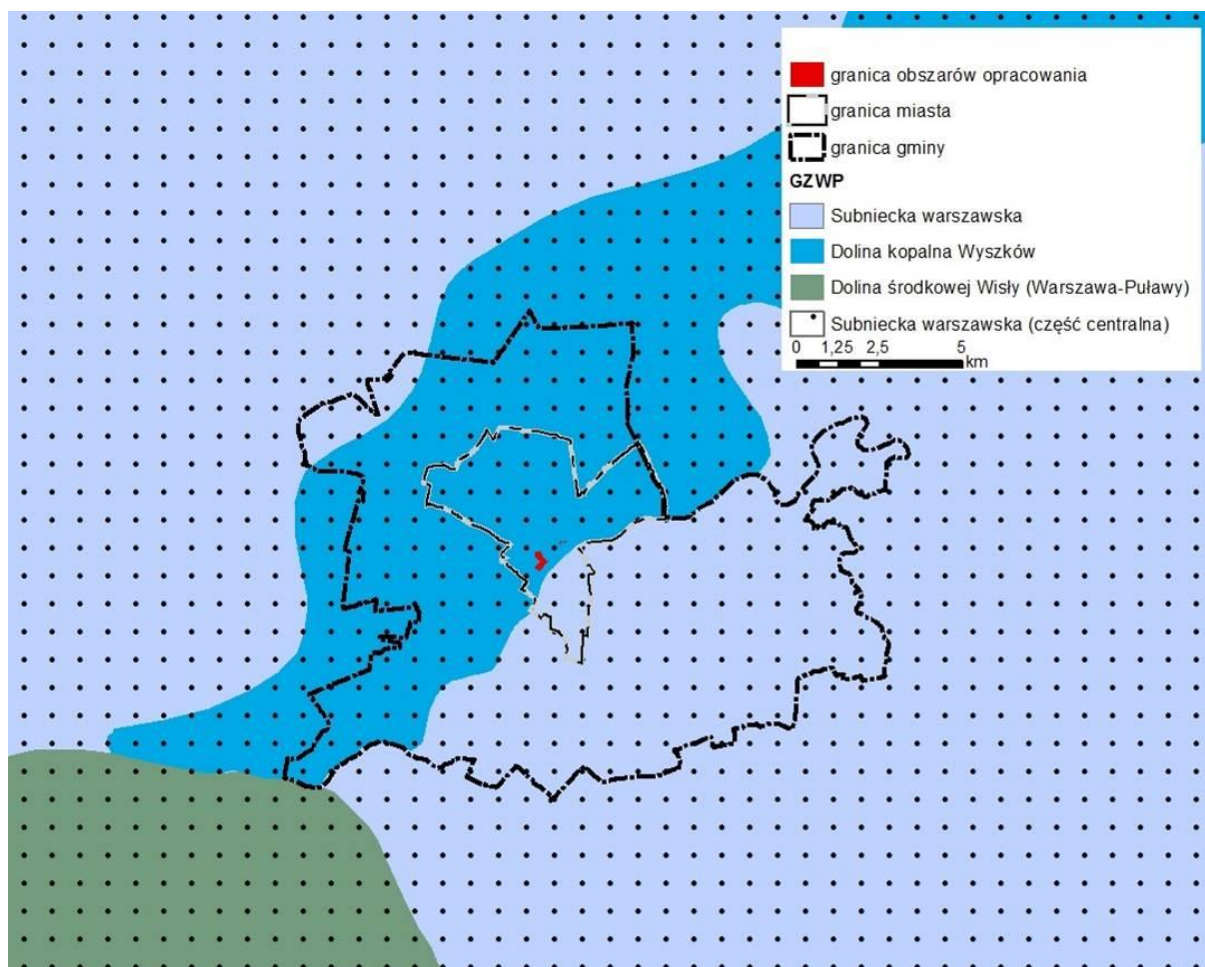 granica obszarów opracowania
granica miasta
granica gminy
GZWP
Subniecka warszawska
Dolina kopalna Wyszków
Dolina środkowej Wisły (Warszawa-Puławy)
Subniecka warszawska (część centralna)
0 1,25 2,5 5
km